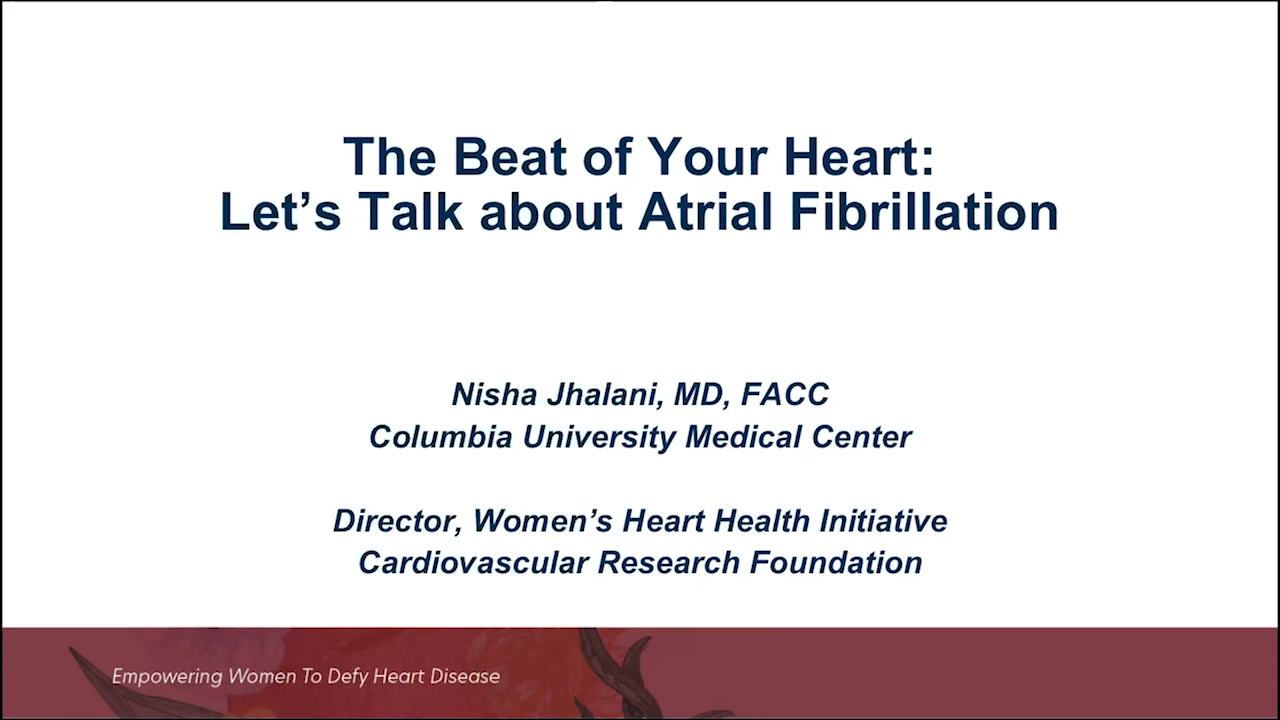 The Beat of Your Heart:
Let’s Talk about Atrial Fibrillation
Nisha Jhalani, MD, FACC
Columbia University Medical Center
Director, Women’s Heart Health Initiative
Cardiovascular Research Foundation
Empowering Women To Defy Heart Disease